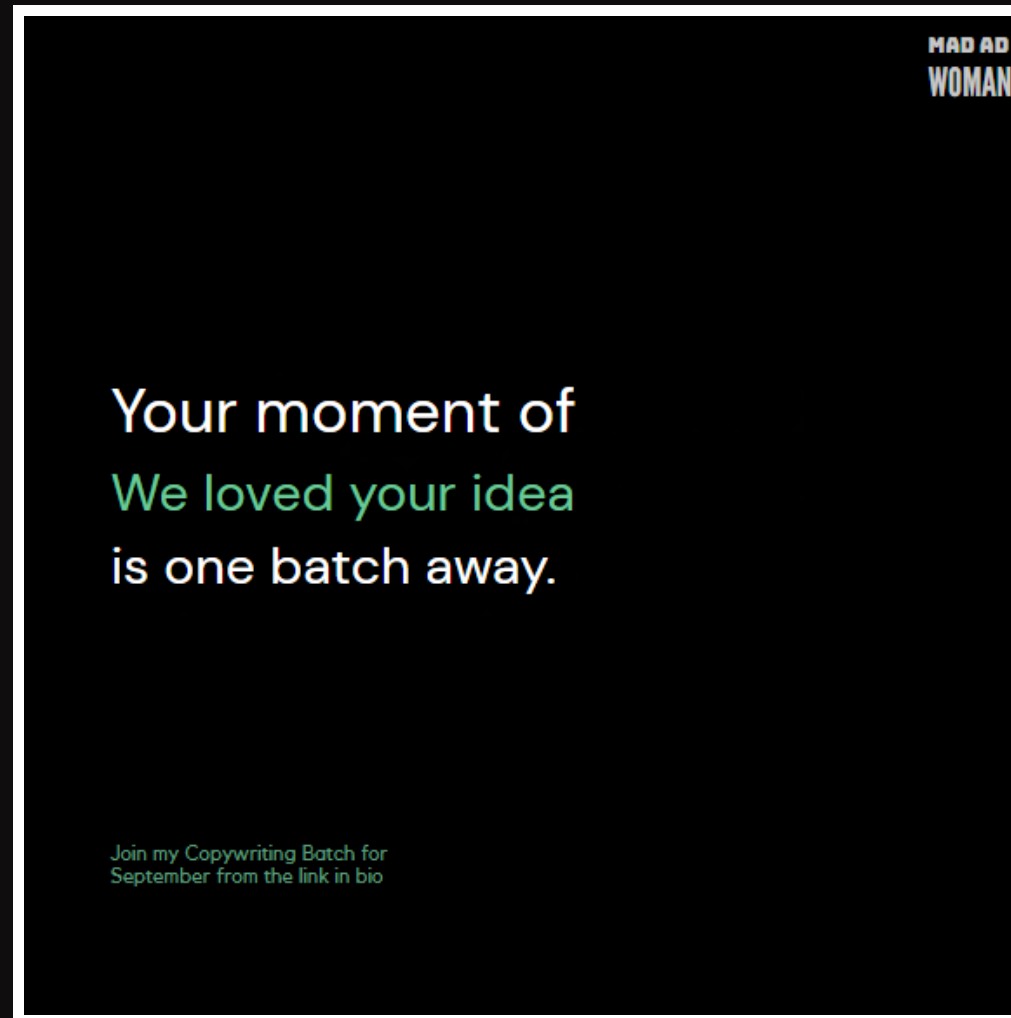 MAD AD
WOMAN
Your moment of
We loved your idea
is one batch away.
Join my Copywriting Batch for
September from the link in bio